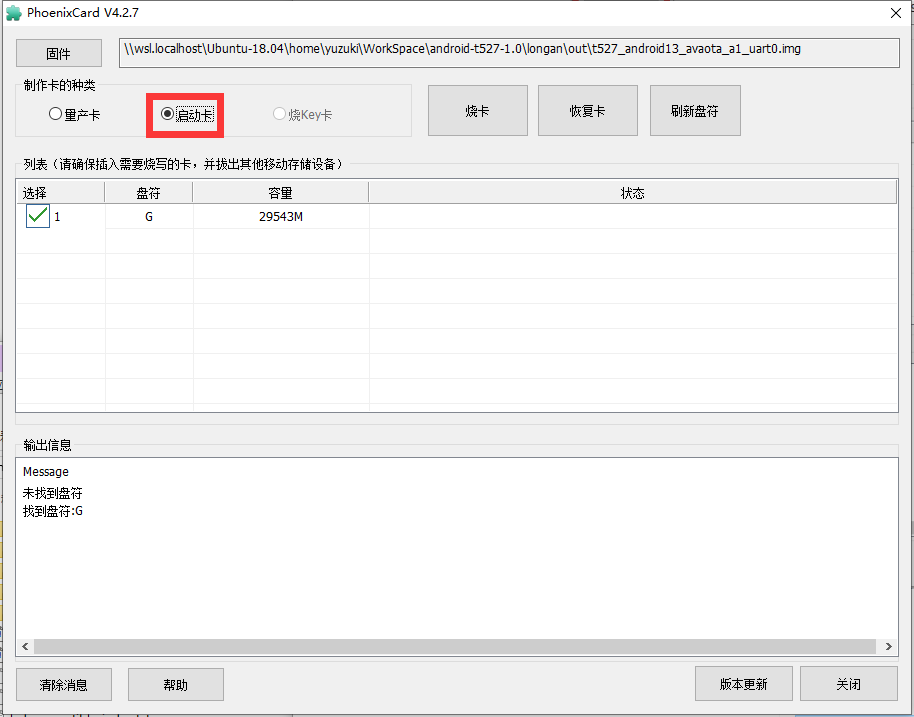 PhoenixCard V4.2.7
固件
\\wsl.localhost\Ubuntu-18.04\home\yuzuki\WorkSpace\android-t527-1.0\longan\out\t527_android13_avaota_a1_uart0.img
制作卡的种类
量产卡 启动卡 烧Key卡
烧卡 恢复卡 刷新盘符
列表（请确保插入需要烧写的卡，并拔出其他移动存储设备）
选择 盘符 容量 状态
1 G 29543M
输出信息
Message
未找到盘符
找到盘符:G
清除消息 帮助 版本更新 关闭